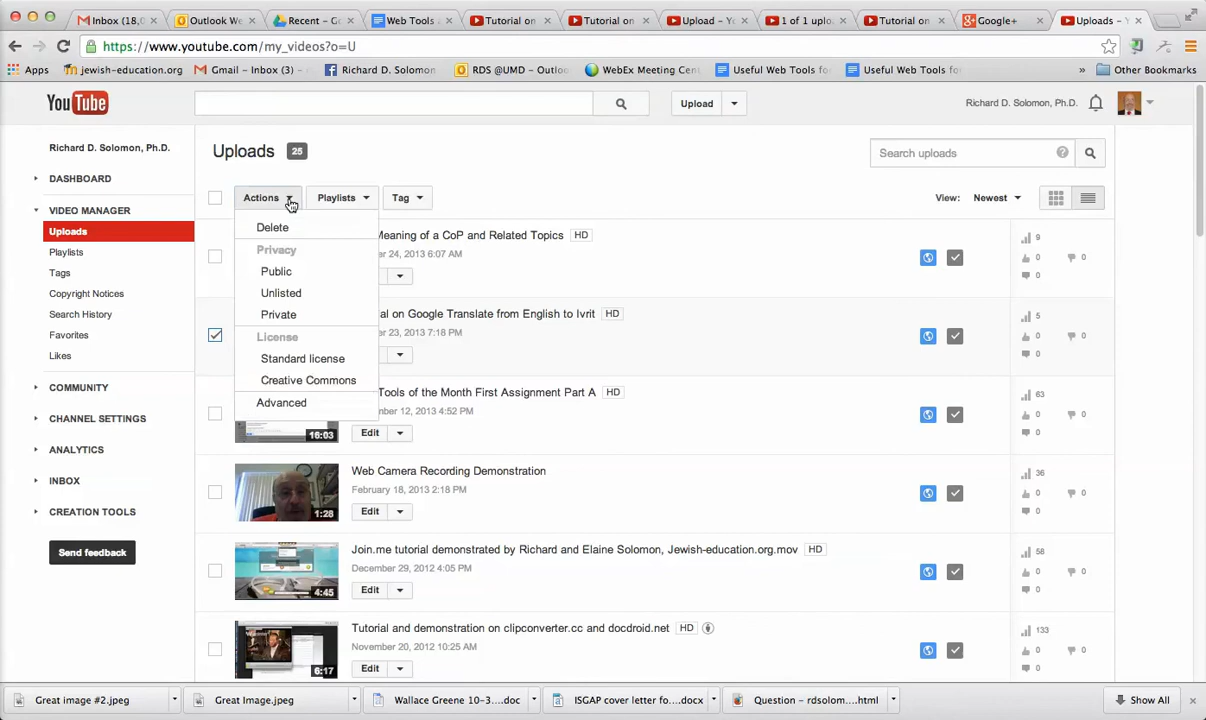 Inbox (18,
Outlook We
Recent – Go
Web Tools
Tutorial on
Tutorial on
Upload – Yo
1 of 1 uplo
Tutorial on
Google+
Uploads – Y
https://www.youtube.com/my_videos?o=U
Apps
jewish-education.org
Gmail – Inbox (3) –
Richard D. Solomon
RDS @UMD – Outlo
WebEx Meeting Cen
Useful Web Tools fo
Useful Web Tools fo
»
Other Bookmarks
YouTube
Upload
Richard D. Solomon, Ph.D.
Richard D. Solomon, Ph.D.
DASHBOARD
VIDEO MANAGER
Uploads
Playlists
Tags
Copyright Notices
Search History
Favorites
Likes
COMMUNITY
CHANNEL SETTINGS
ANALYTICS
INBOX
CREATION TOOLS
Send feedback
Uploads 25
Search uploads ?
Actions
Playlists
Tag
View: Newest
Delete
Privacy
Public
Unlisted
Private
License
Standard license
Creative Commons
Advanced
Meaning of a CoP and Related Topics HD
er 24, 2013 6:07 AM
9
0 0
0
al on Google Translate from English to Ivrit HD
er 23, 2013 7:18 PM
5
0 0
0
Tools of the Month First Assignment Part A HD
mber 12, 2013 4:52 PM
16:03
Edit
63
0 0
0
Web Camera Recording Demonstration
February 18, 2013 2:18 PM
1:28
Edit
36
0 0
0
Join.me tutorial demonstrated by Richard and Elaine Solomon, Jewish-education.org.mov HD
December 29, 2012 4:05 PM
4:45
Edit
58
0 0
0
Tutorial and demonstration on clipconverter.cc and docdroid.net HD
November 20, 2012 10:25 AM
6:17
Edit
133
0 0
0
Great image #2.jpeg
Great Image.jpeg
Wallace Greene 10-3....doc
ISGAP cover letter fo....docx
Question – rdsolom....html
Show All